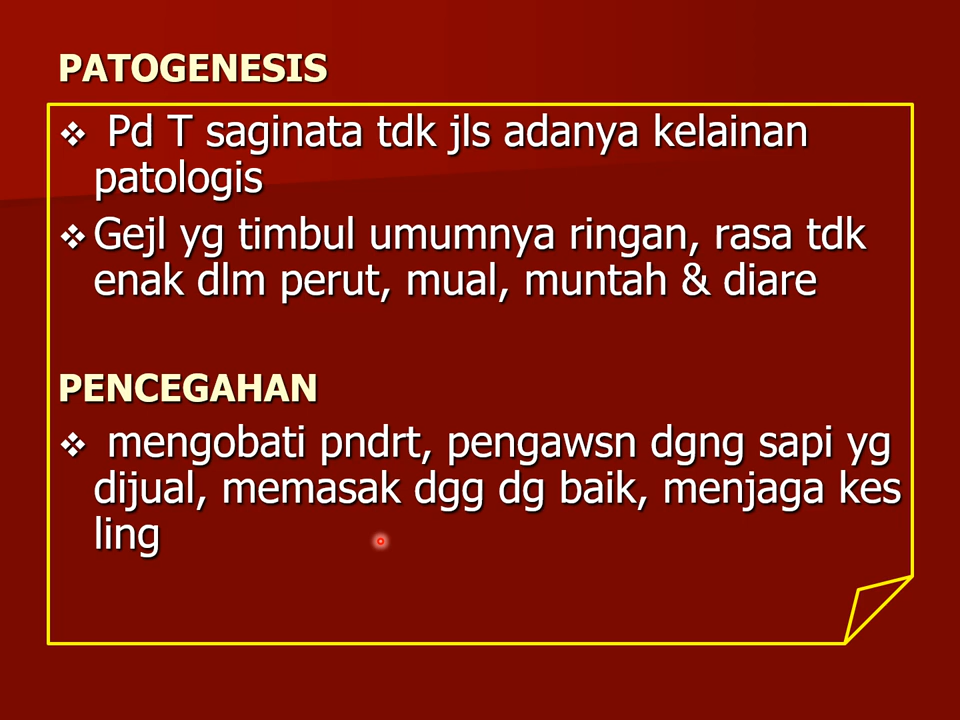 PATOGENESIS
❖ Pd T saginata tdk jls adanya kelainan
patologis
❖ Gejl yg timbul umumnya ringan, rasa tdk
enak dlm perut, mual, muntah & diare
PENCEGAHAN
❖ mengobati pndrt, pengawsn dgng sapi yg
dijual, memasak dgg dg baik, menjaga kes
ling